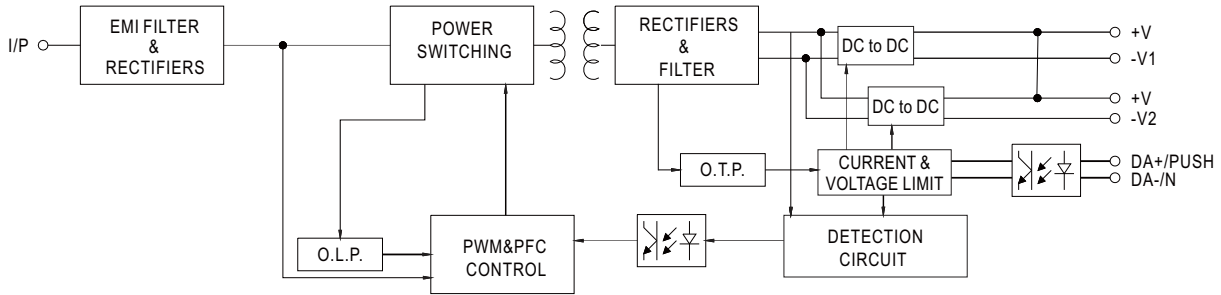 I/P
EMI FILTER
&
RECTIFIERS
POWER
SWITCHING
RECTIFIERS
&
FILTER
DC to DC
+V
-V1
DC to DC
+V
-V2
O.T.P.
CURRENT &
VOLTAGE LIMIT
DA+/PUSH
DA-/N
O.L.P.
PWM&PFC
CONTROL
DETECTION
CIRCUIT